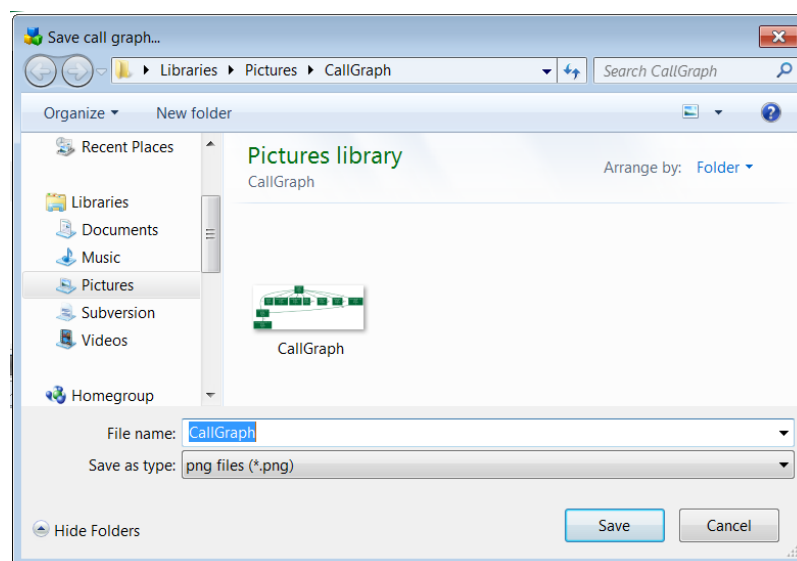 Save call graph...
Libraries Pictures CallGraph Search CallGraph
Organize New folder
Recent Places
Libraries
Documents
Music
Pictures
Subversion
Videos
Homegroup
Pictures library
CallGraph
Arrange by: Folder
CallGraph
File name: CallGraph
Save as type: png files (*.png)
Hide Folders Save Cancel